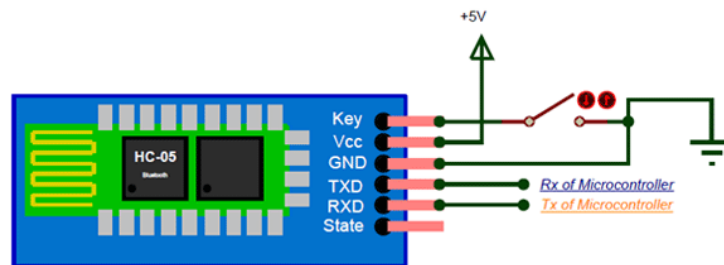 +5V
HC-05
Bluetooth
Key
Vcc
GND
TXD
RXD
State
Rx of Microcontroller
Tx of Microcontroller